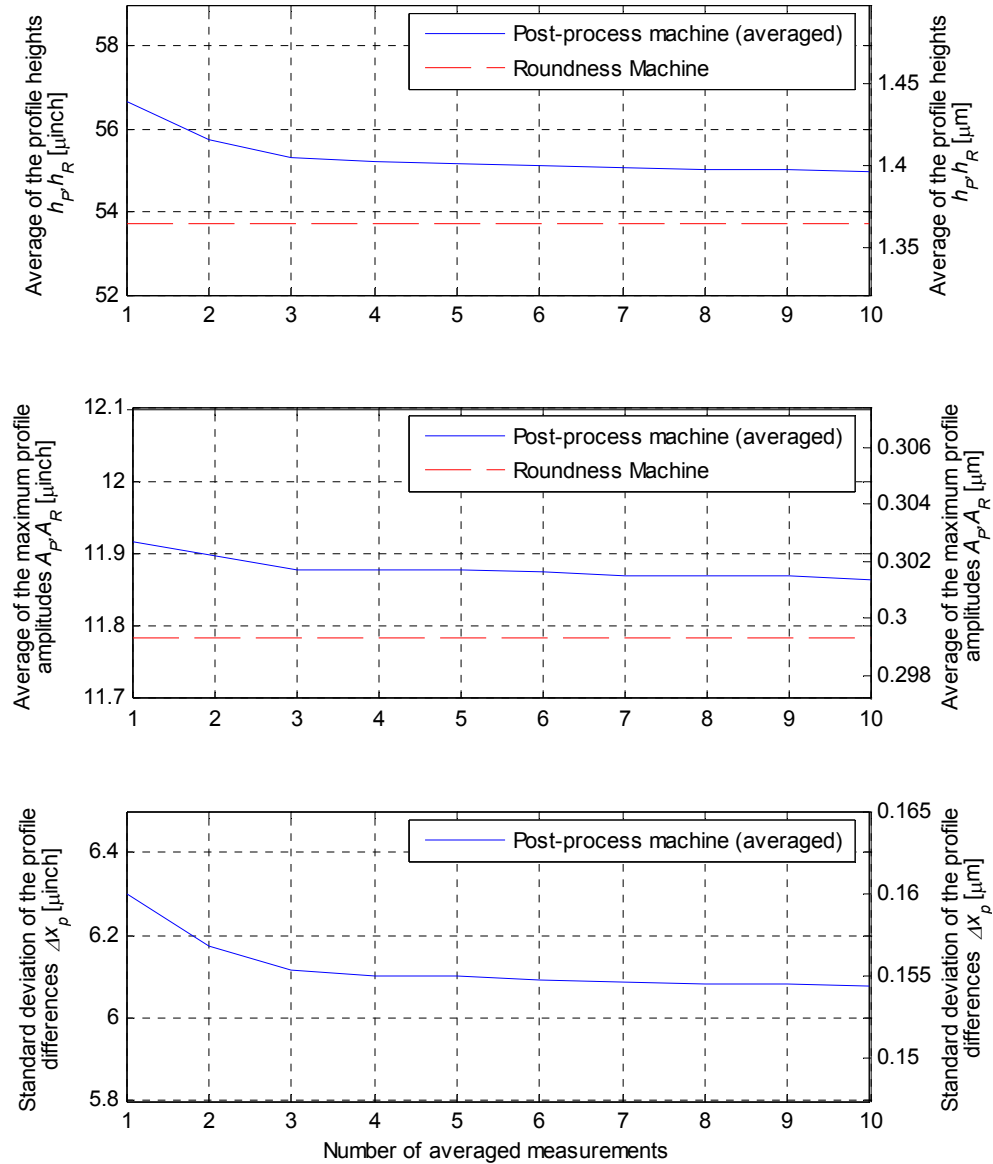 Average of the profile heights
h_P, h_R [μinch]
58
56
54
52
Post-process machine (averaged)
Roundness Machine
1.45
1.4
1.35
Average of the profile heights
h_P, h_R [μm]
1 2 3 4 5 6 7 8 9 10
Average of the maximum profile
amplitudes A_P, A_R [μinch]
12.1
12
11.9
11.8
11.7
Post-process machine (averaged)
Roundness Machine
0.306
0.304
0.302
0.3
0.298
Average of the maximum profile
amplitudes A_P, A_R [μm]
1 2 3 4 5 6 7 8 9 10
Standard deviation of the profile
differences Δx_p [μinch]
6.4
6.2
6
5.8
Post-process machine (averaged)
0.165
0.16
0.155
0.15
Standard deviation of the profile
differences Δx_p [μm]
1 2 3 4 5 6 7 8 9 10
Number of averaged measurements